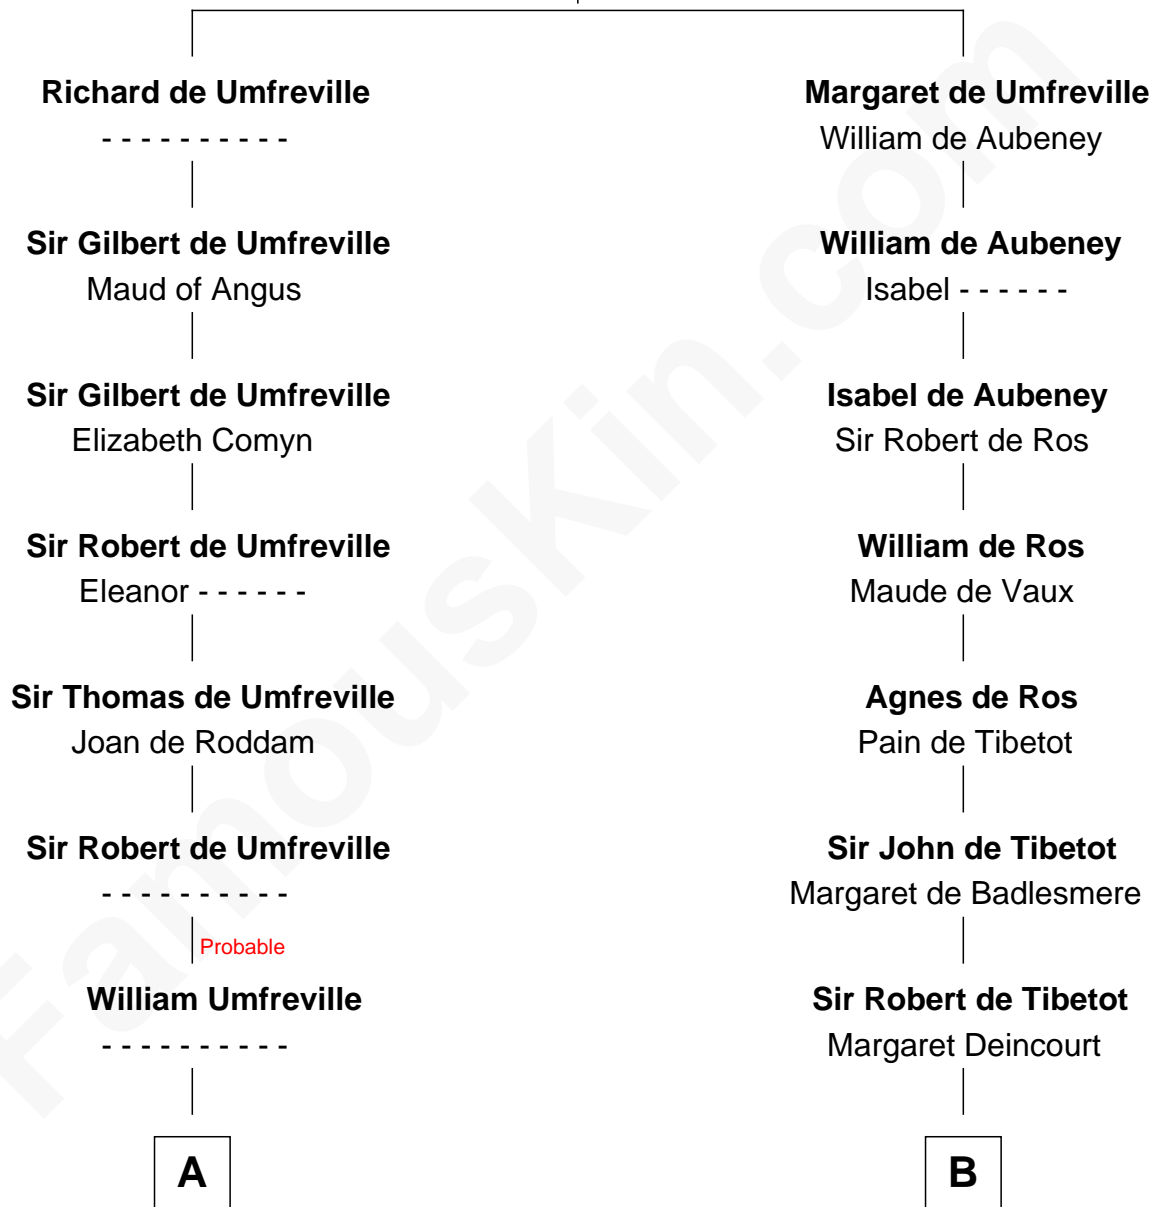 Richard de Umfreville
- - - - - - - - - -
Sir Gilbert de Umfreville
Maud of Angus
Sir Gilbert de Umfreville
Elizabeth Comyn
Sir Robert de Umfreville
Eleanor - - - - - -
Sir Thomas de Umfreville
Joan de Roddam
Sir Robert de Umfreville
- - - - - - - - - -
Probable
William Umfreville
- - - - - - - - - -
A
Margaret de Umfreville
William de Aubeney
William de Aubeney
Isabel - - - - - -
Isabel de Aubeney
Sir Robert de Ros
William de Ros
Maude de Vaux
Agnes de Ros
Pain de Tibetot
Sir John de Tibetot
Margaret de Badlesmere
Sir Robert de Tibetot
Margaret Deincourt
B
FamousKin.com